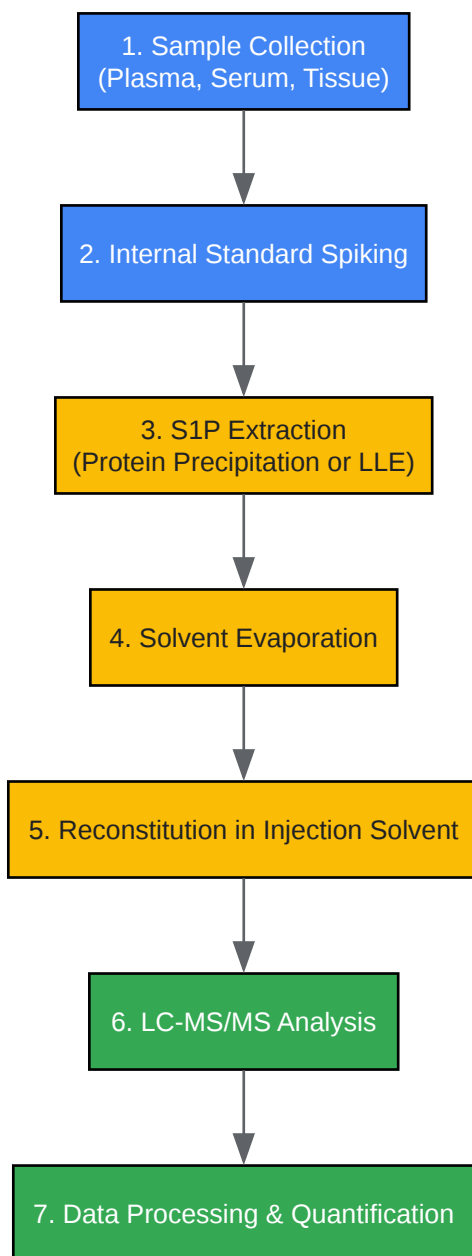 1. Sample Collection
(Plasma, Serum, Tissue)
2. Internal Standard Spiking
3. S1P Extraction
(Protein Precipitation or LLE)
4. Solvent Evaporation
5. Reconstitution in Injection Solvent
6. LC-MS/MS Analysis
7. Data Processing & Quantification